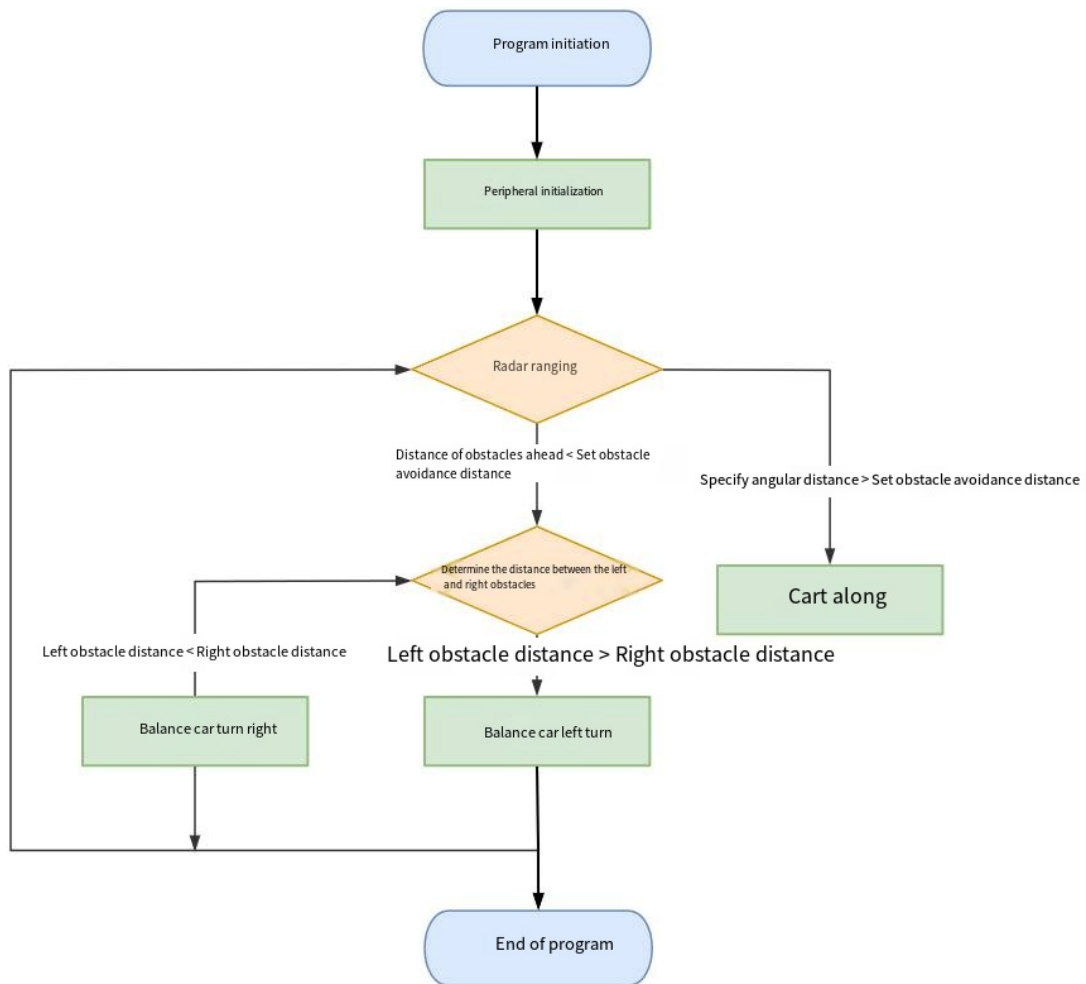 Program initiation
Peripheral initialization
Radar ranging
Distance of obstacles ahead < Set obstacle
avoidance distance
Specify angular distance > Set obstacle avoidance distance
Determine the distance between the left
and right obstacles
Cart along
Left obstacle distance < Right obstacle distance
Left obstacle distance > Right obstacle distance
Balance car turn right
Balance car left turn
End of program